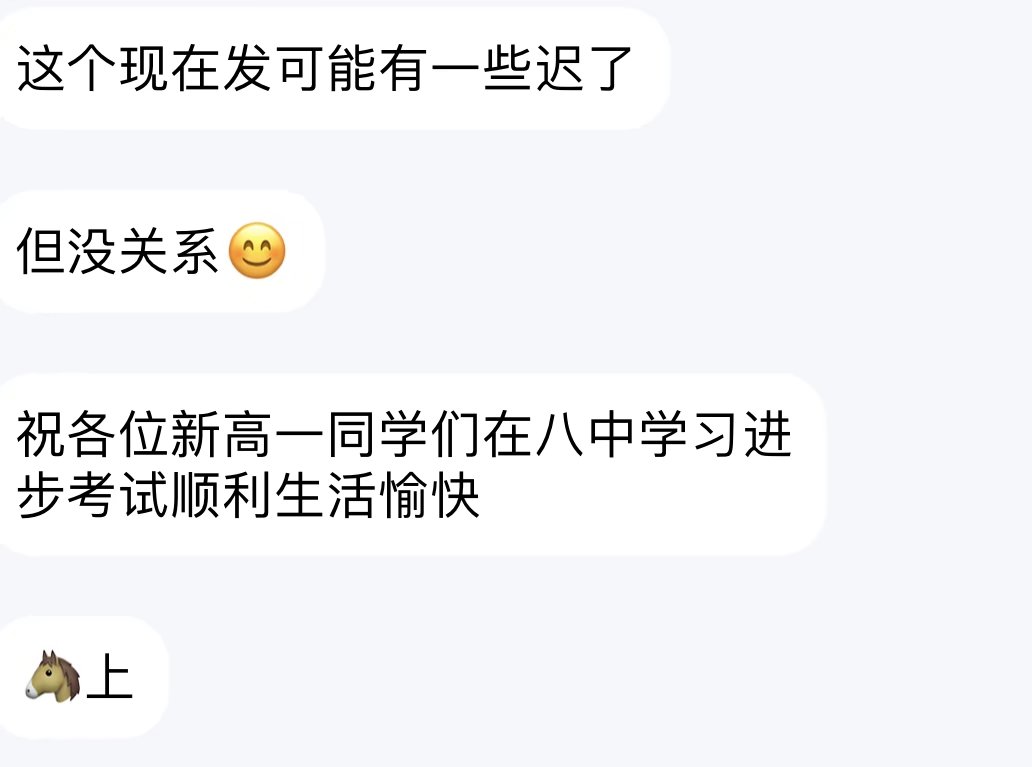 这个现在发可能有一些迟了
但没关系😊
祝各位新高一同学们在八中学习进
步考试顺利生活愉快
🐴上